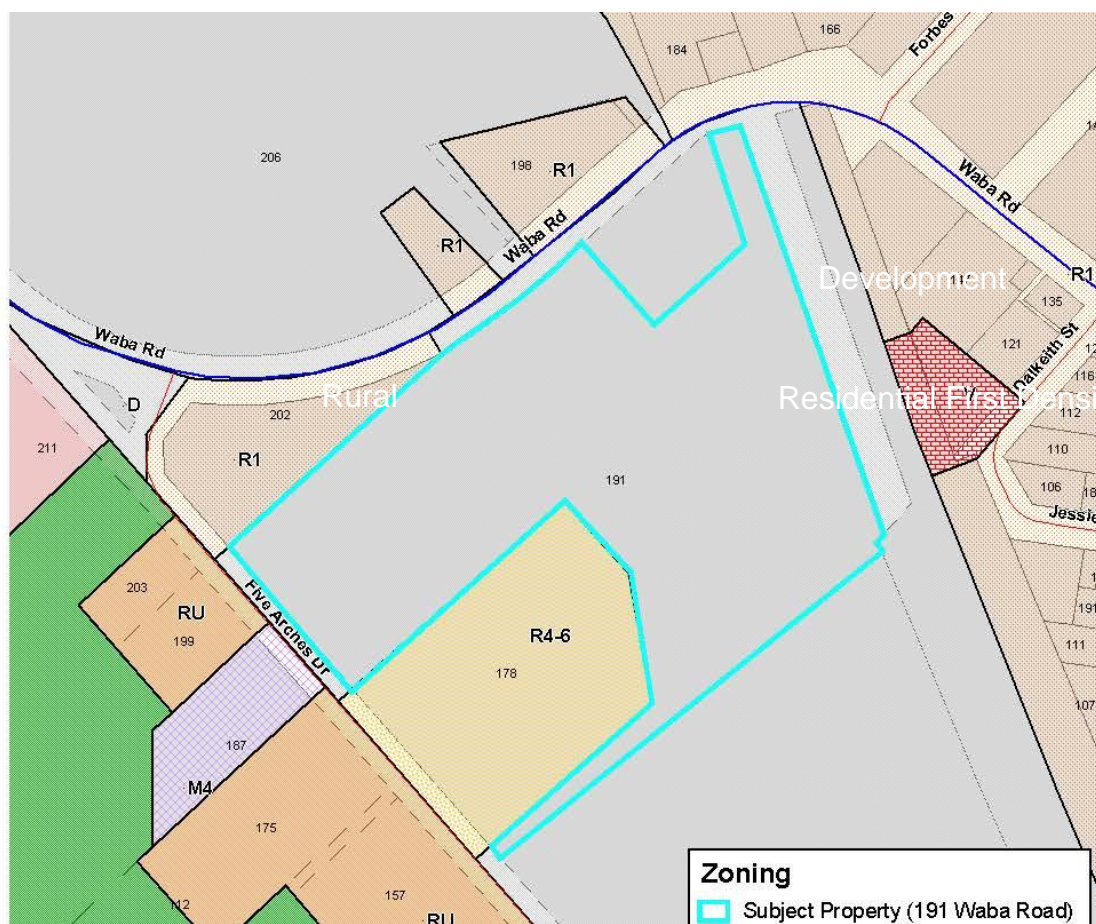 166
184
Forbes
206
198
R1
Waba Rd
R1
Waba Rd
Development
R1
135
Waba Rd
121
Dalkeith St
D
Rural
Residential First Densi
116
112
202
211
R1
110
191
106
Jessie
203
RU
199
Five Arches Dr
R4-6
178
191
111
107
187
M4
175
157
RU
Zoning
Subject Property (191 Waba Road)